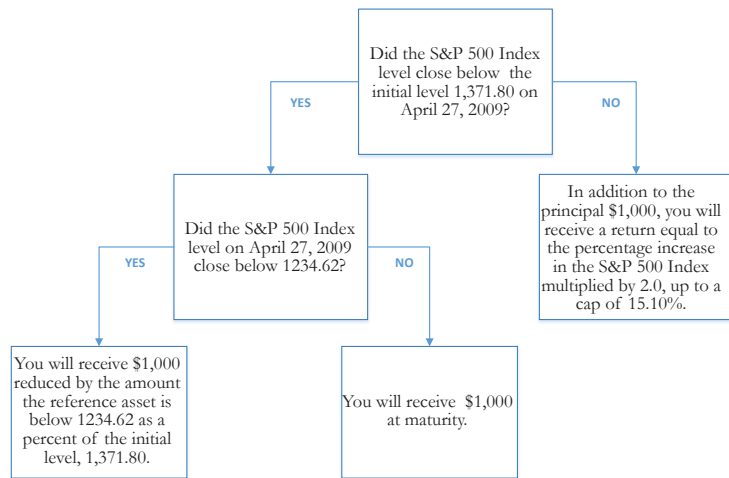 Did the S&P 500 Index
level close below the
initial level 1,371.80 on
April 27, 2009?
YES
NO
Did the S&P 500 Index
level on April 27, 2009
close below 1234.62?
In addition to the
principal $1,000, you will
receive a return equal to
the percentage increase
in the S&P 500 Index
multiplied by 2.0, up to a
cap of 15.10%.
YES
NO
You will receive $1,000
reduced by the amount
the reference asset is
below 1234.62 as a
percent of the initial
level, 1,371.80.
You will receive $1,000
at maturity.